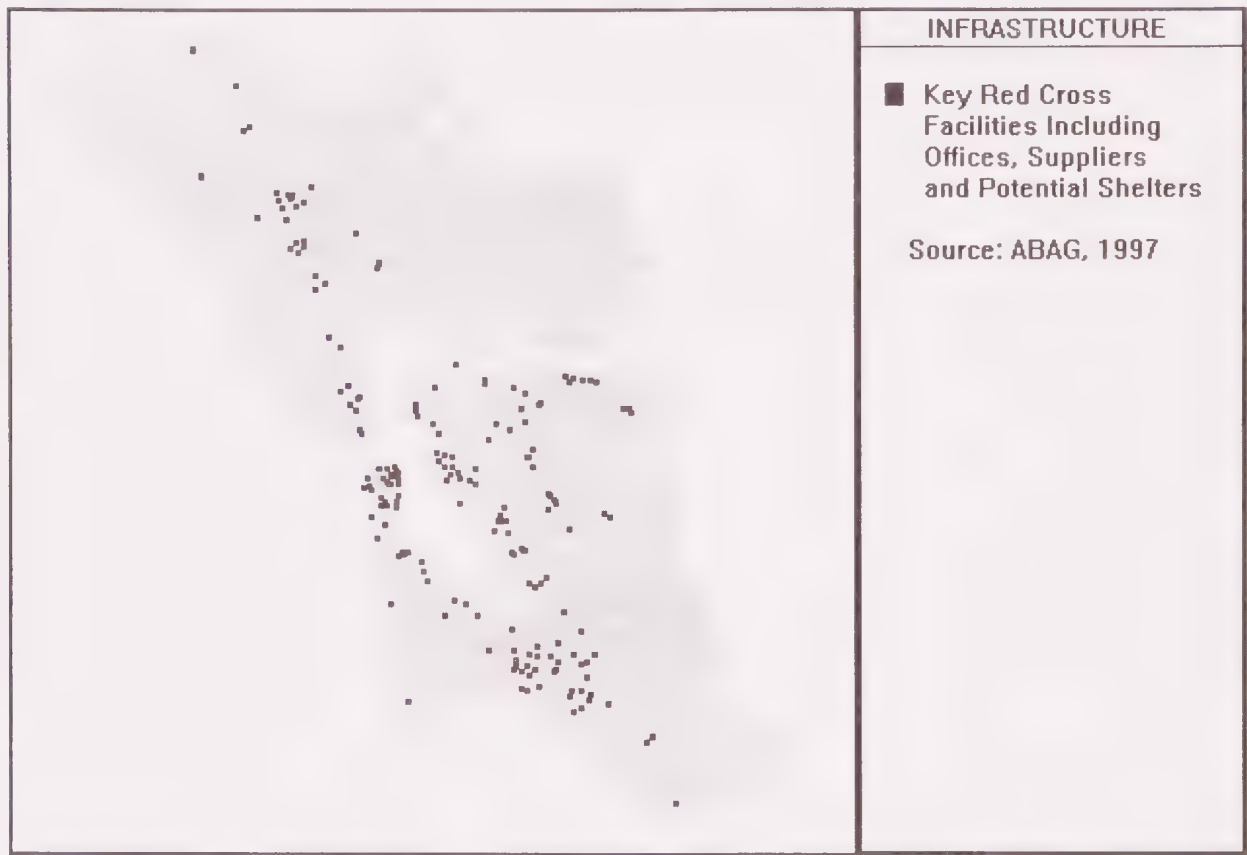 INFRASTRUCTURE
Key Red Cross
Facilities Including
Offices, Suppliers
and Potential Shelters
Source: ABAG, 1997